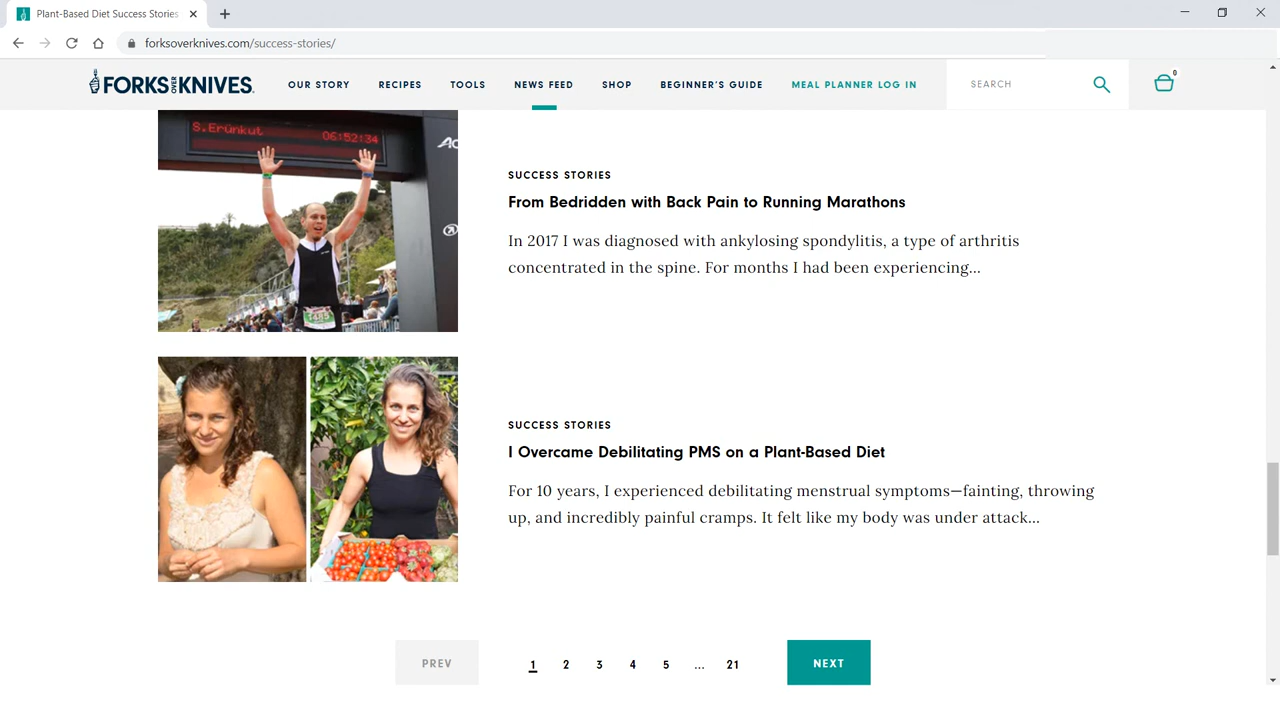 Plant-Based Diet Success Stories
forksoverknives.com/success-stories/
FORKS OVER KNIVES.
OUR STORY
RECIPES
TOOLS
NEWS FEED
SHOP
BEGINNER'S GUIDE
MEAL PLANNER LOG IN
SEARCH
0
S.Erünkut 06:52:34
1485
SUCCESS STORIES
From Bedridden with Back Pain to Running Marathons
In 2017 I was diagnosed with ankylosing spondylitis, a type of arthritis
concentrated in the spine. For months I had been experiencing...
SUCCESS STORIES
I Overcame Debilitating PMS on a Plant-Based Diet
For 10 years, I experienced debilitating menstrual symptoms—fainting, throwing
up, and incredibly painful cramps. It felt like my body was under attack...
PREV
1 2 3 4 5 ... 21
NEXT